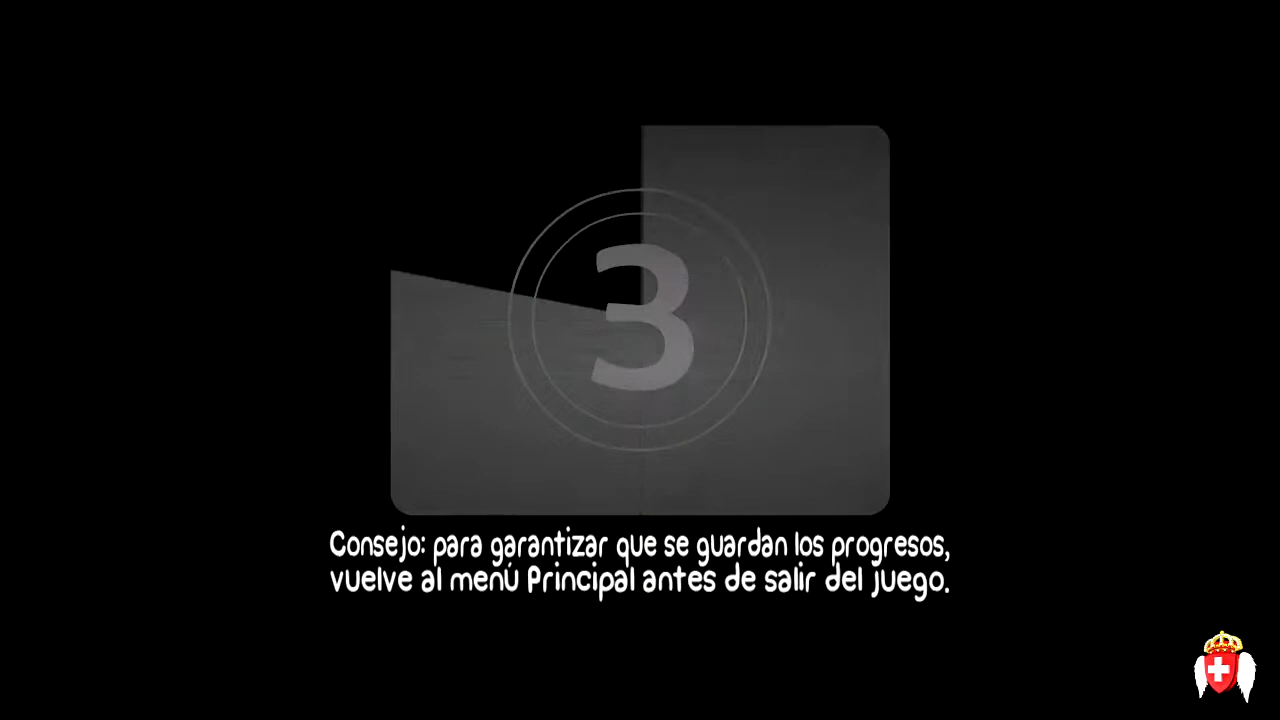 3
Consejo: para garantizar que se guardan los progresos,
vuelve al menú Principal antes de salir del juego.